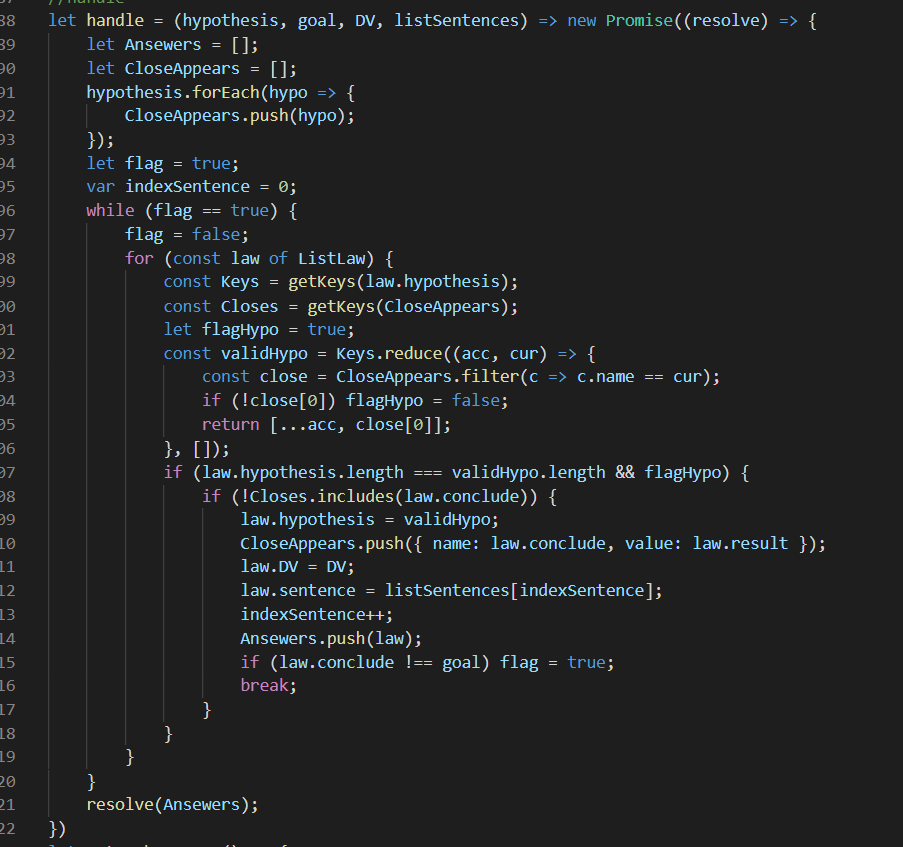 //handle
88 let handle = (hypothesis, goal, DV, listSentences) => new Promise((resolve) => {
89 let Ansewers = [];
90 let CloseAppears = [];
91 hypothesis.forEach(hypo => {
92 CloseAppears.push(hypo);
93 });
94 let flag = true;
95 var indexSentence = 0;
96 while (flag == true) {
97 flag = false;
98 for (const law of ListLaw) {
99 const Keys = getKeys(law.hypothesis);
00 const Closes = getKeys(CloseAppears);
01 let flagHypo = true;
02 const validHypo = Keys.reduce((acc, cur) => {
03 const close = CloseAppears.filter(c => c.name == cur);
04 if (!close[0]) flagHypo = false;
05 return [...acc, close[0]];
06 }, []);
07 if (law.hypothesis.length === validHypo.length && flagHypo) {
08 if (!Closes.includes(law.conclude)) {
09 law.hypothesis = validHypo;
10 CloseAppears.push({ name: law.conclude, value: law.result });
11 law.DV = DV;
12 law.sentence = listSentences[indexSentence];
13 indexSentence++;
14 Ansewers.push(law);
15 if (law.conclude !== goal) flag = true;
16 break;
17 }
18 }
19 }
20 }
21 resolve(Ansewers);
22 })